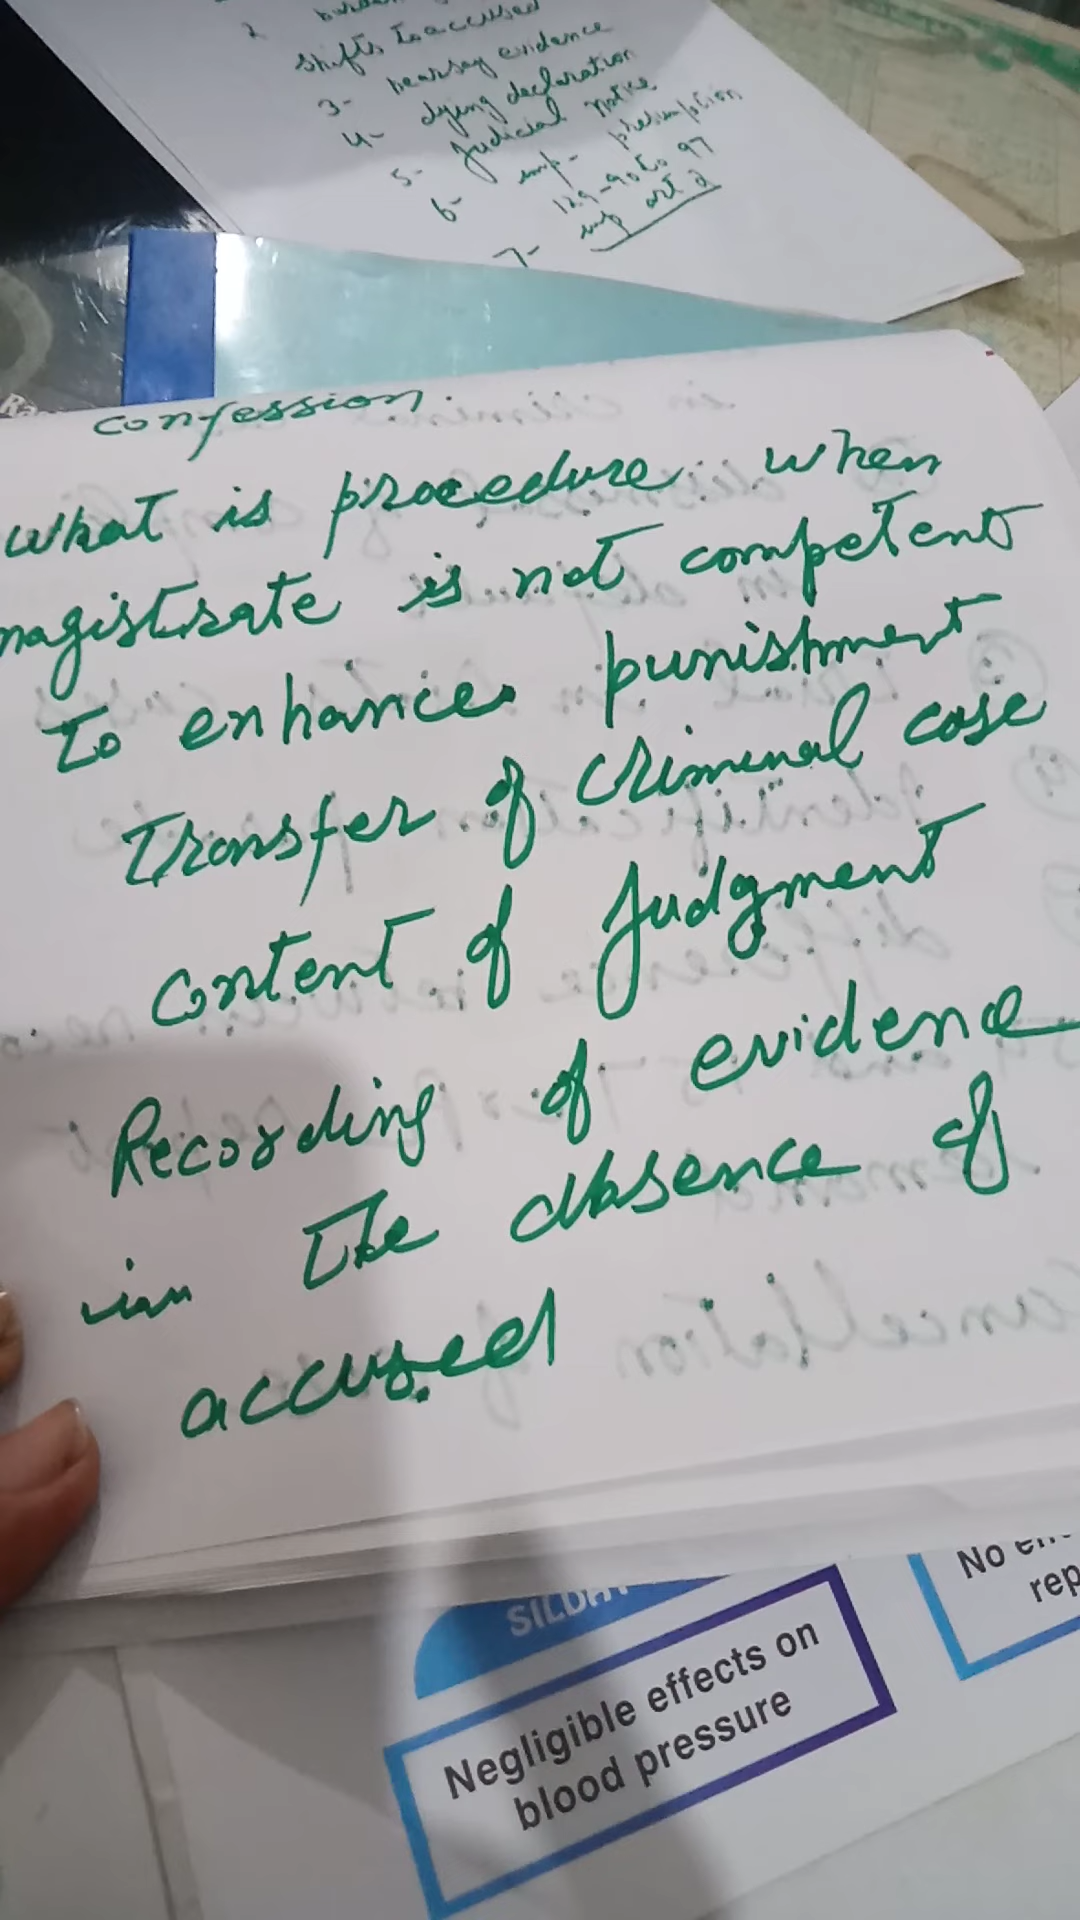 2
shifts to accused
3- hearsay evidence
4- dying declaration
5- Judicial notice
6- imp- presumption
129-90 to 97
7- imp art 2
confession.
what is procedure when
magistrate is not competent
to enhance punishment
Transfer of criminal case
content of Judgment
Recording of evidence
in the absence of
accused
Negligible effects on
blood pressure
No
rep